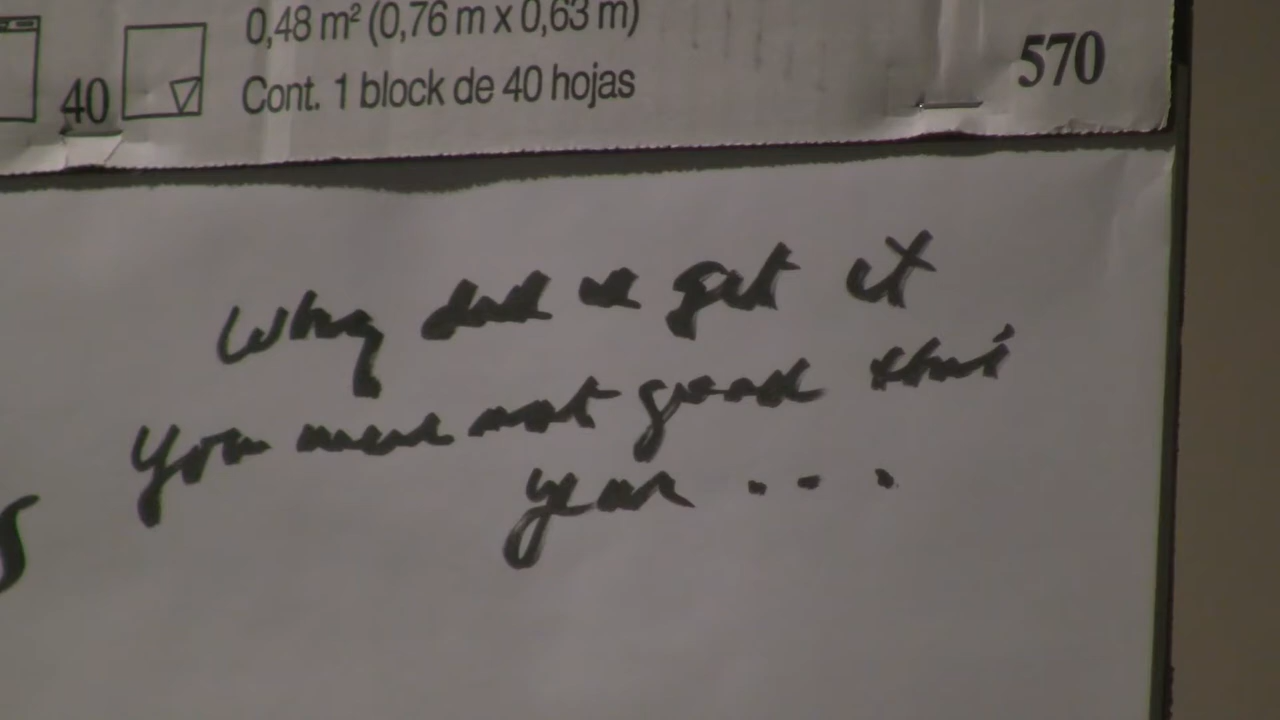 0,48 m² (0,76 m x 0,63 m)
40
Cont. 1 block de 40 hojas
570
Why did we get it
you were not good this
year . . .